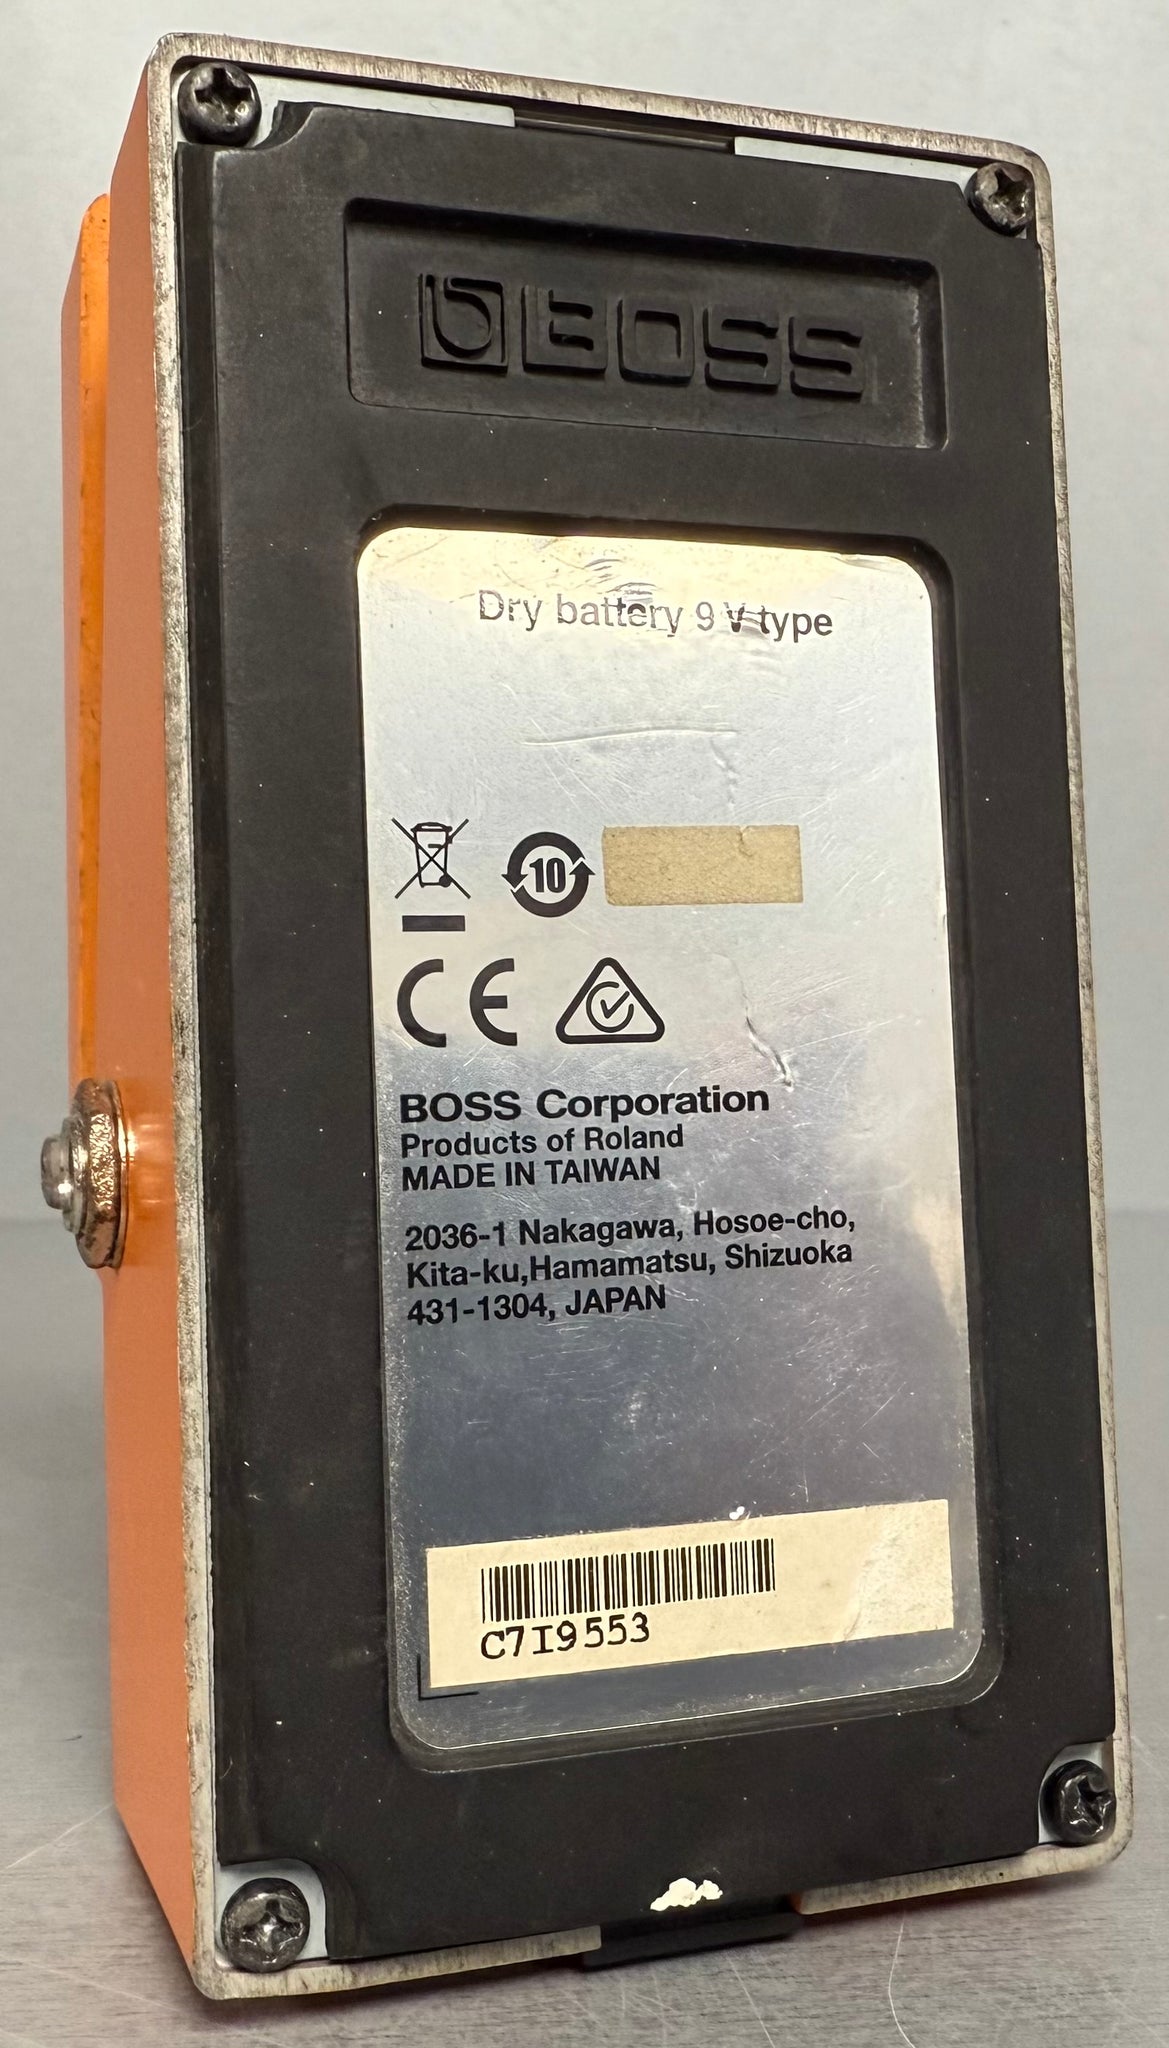 BOSS
Dry battery 9 V type
10
CE
BOSS Corporation
Products of Roland
MADE IN TAIWAN
2036-1 Nakagawa, Hosoe-cho,
Kita-ku,Hamamatsu, Shizuoka
431-1304, JAPAN
C7I9553